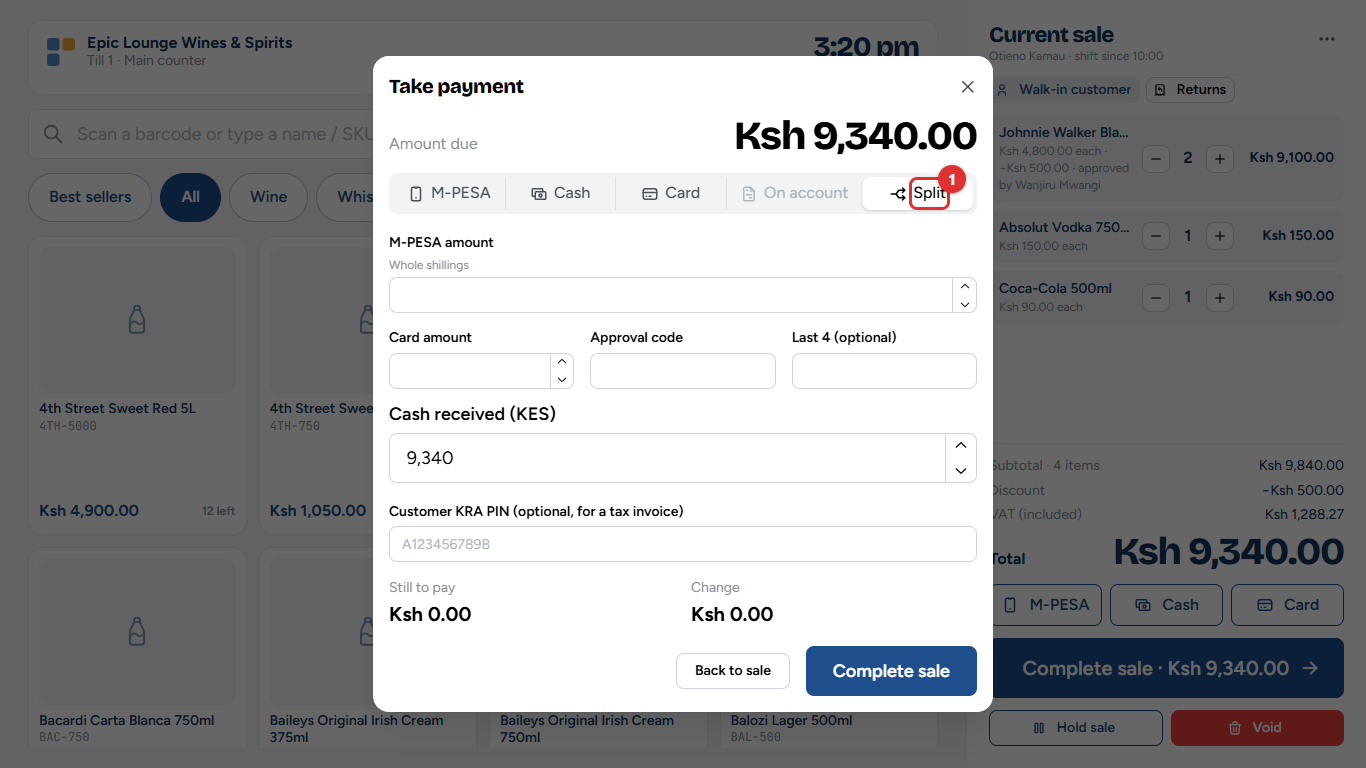 Epic Lounge Wines & Spirits
Till 1 · Main counter
3:20 pm
Scan a barcode or type a name / SKU
Best sellers
All
Wine
Whis
4th Street Sweet Red 5L
4TH-5000
Ksh 4,900.00
12 left
4th Street Swee
4TH-750
Ksh 1,050.00
Bacardi Carta Blanca 750ml
BAC-750
Baileys Original Irish Cream
375ml
Baileys Original Irish Cream
750ml
Balozi Lager 500ml
BAL-500
Take payment
Amount due
Ksh 9,340.00
M-PESA
Cash
Card
On account
Split
1
M-PESA amount
Whole shillings
Card amount
Approval code
Last 4 (optional)
Cash received (KES)
9,340
Customer KRA PIN (optional, for a tax invoice)
A123456789B
Still to pay
Change
Ksh 0.00
Ksh 0.00
Back to sale
Complete sale
Current sale
Otieno Kamau · shift since 10:00
Walk-in customer
Returns
Johnnie Walker Bla...
Ksh 4,800.00 each ·
−Ksh 500.00 · approved
by Wanjiru Mwangi
2
Ksh 9,100.00
Absolut Vodka 750...
Ksh 150.00 each
1
Ksh 150.00
Coca-Cola 500ml
Ksh 90.00 each
1
Ksh 90.00
Subtotal · 4 items
Ksh 9,840.00
Discount
−Ksh 500.00
VAT (included)
Ksh 1,288.27
Total
Ksh 9,340.00
M-PESA
Cash
Card
Complete sale · Ksh 9,340.00
Hold sale
Void